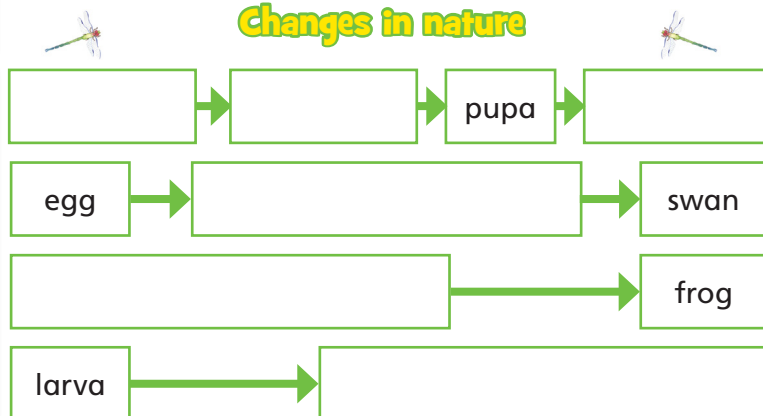 Changes in nature
pupa
egg swan
frog
larva